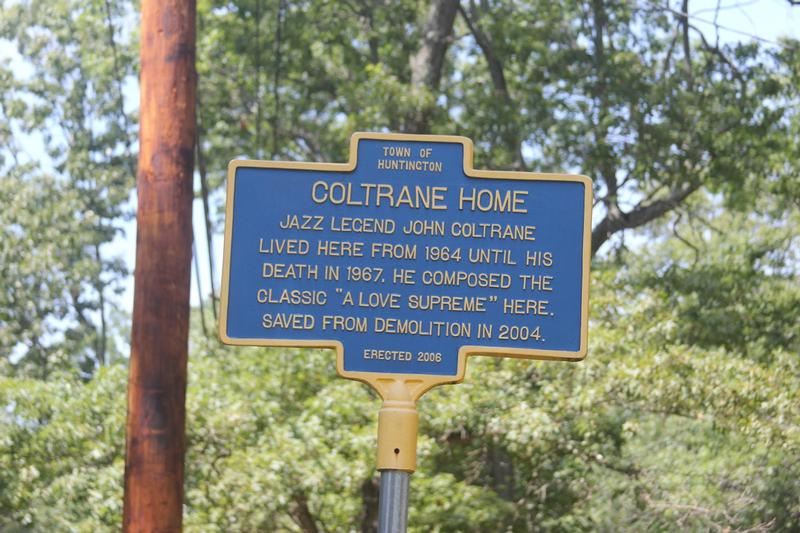 TOWN OF
HUNTINGTON
COLTRANE HOME
JAZZ LEGEND JOHN COLTRANE
LIVED HERE FROM 1964 UNTIL HIS
DEATH IN 1967. HE COMPOSED THE
CLASSIC "A LOVE SUPREME" HERE.
SAVED FROM DEMOLITION IN 2004.
ERECTED 2006